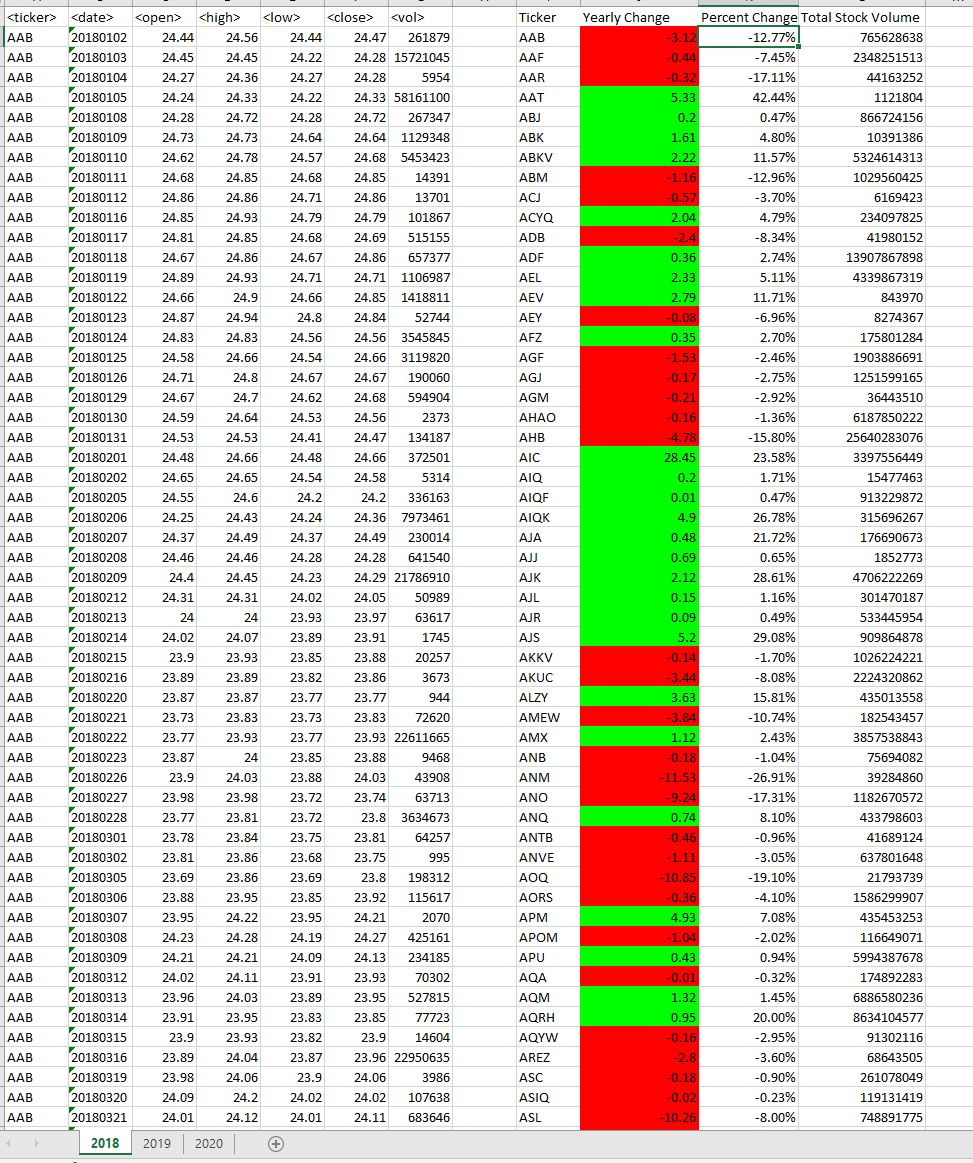 <ticker> <date> <open> <high> <low> <close> <vol> Ticker Yearly Change Percent Change Total Stock Volume
AAB 20180102 24.44 24.56 24.44 24.47 261879 AAB -3.12 -12.77% 765628638
AAB 20180103 24.45 24.45 24.22 24.28 15721045 AAF -0.44 -7.45% 2348251513
AAB 20180104 24.27 24.36 24.27 24.28 5954 AAR -0.32 -17.11% 44163252
AAB 20180105 24.24 24.33 24.22 24.33 58161100 AAT 5.33 42.44% 1121804
AAB 20180108 24.28 24.72 24.28 24.72 267347 ABJ 0.2 0.47% 866724156
AAB 20180109 24.73 24.73 24.64 24.64 1129348 ABK 1.61 4.80% 10391386
AAB 20180110 24.62 24.78 24.57 24.68 5453423 ABKV 2.22 11.57% 5324614313
AAB 20180111 24.68 24.85 24.68 24.85 14391 ABM -1.16 -12.96% 1029560425
AAB 20180112 24.86 24.86 24.71 24.86 13701 ACJ -0.57 -3.70% 6169423
AAB 20180116 24.85 24.93 24.79 24.79 101867 ACYQ 2.04 4.79% 234097825
AAB 20180117 24.81 24.85 24.68 24.69 515155 ADB -2.4 -8.34% 41980152
AAB 20180118 24.67 24.86 24.67 24.86 657377 ADF 0.36 2.74% 13907867898
AAB 20180119 24.89 24.93 24.71 24.71 1106987 AEL 2.33 5.11% 4339867319
AAB 20180122 24.66 24.9 24.66 24.85 1418811 AEV 2.79 11.71% 843970
AAB 20180123 24.87 24.94 24.8 24.84 52744 AEY -0.08 -6.96% 8274367
AAB 20180124 24.83 24.83 24.56 24.56 3545845 AFZ 0.35 2.70% 175801284
AAB 20180125 24.58 24.66 24.54 24.66 3119820 AGF -1.53 -2.46% 1903886691
AAB 20180126 24.71 24.8 24.67 24.67 190060 AGJ -0.17 -2.75% 1251599165
AAB 20180129 24.67 24.7 24.62 24.68 594904 AGM -0.21 -2.92% 36443510
AAB 20180130 24.59 24.64 24.53 24.56 2373 AHAO -0.16 -1.36% 6187850222
AAB 20180131 24.53 24.53 24.41 24.47 134187 AHB -4.78 -15.80% 25640283076
AAB 20180201 24.48 24.66 24.48 24.66 372501 AIC 28.45 23.58% 3397556449
AAB 20180202 24.65 24.65 24.54 24.58 5314 AIQ 0.2 1.71% 15477463
AAB 20180205 24.55 24.6 24.2 24.2 336163 AIQF 0.01 0.47% 913229872
AAB 20180206 24.25 24.43 24.24 24.36 7973461 AIQK 4.9 26.78% 315696267
AAB 20180207 24.37 24.49 24.37 24.49 230014 AJA 0.48 21.72% 176690673
AAB 20180208 24.46 24.46 24.28 24.28 641540 AJJ 0.69 0.65% 1852773
AAB 20180209 24.4 24.45 24.23 24.29 21786910 AJK 2.12 28.61% 4706222269
AAB 20180212 24.31 24.31 24.02 24.05 50989 AJL 0.15 1.16% 301470187
AAB 20180213 24 24 23.93 23.97 63617 AJR 0.09 0.49% 533445954
AAB 20180214 24.02 24.07 23.89 23.91 1745 AJS 5.2 29.08% 909864878
AAB 20180215 23.9 23.93 23.85 23.88 20257 AKKV -0.14 -1.70% 1026224221
AAB 20180216 23.89 23.89 23.82 23.86 3673 AKUC -3.44 -8.08% 2224320862
AAB 20180220 23.87 23.87 23.77 23.77 944 ALZY 3.63 15.81% 435013558
AAB 20180221 23.73 23.83 23.73 23.83 72620 AMEW -3.84 -10.74% 182543457
AAB 20180222 23.77 23.93 23.77 23.93 22611665 AMX 1.12 2.43% 3857538843
AAB 20180223 23.87 24 23.85 23.88 9468 ANB -0.18 -1.04% 75694082
AAB 20180226 23.9 24.03 23.88 24.03 43908 ANM -11.53 -26.91% 39284860
AAB 20180227 23.98 23.98 23.72 23.74 63713 ANO -9.24 -17.31% 1182670572
AAB 20180228 23.77 23.81 23.72 23.8 3634673 ANQ 0.74 8.10% 433798603
AAB 20180301 23.78 23.84 23.75 23.81 64257 ANTB -0.46 -0.96% 41689124
AAB 20180302 23.81 23.86 23.68 23.75 995 ANVE -1.11 -3.05% 637801648
AAB 20180305 23.69 23.86 23.69 23.8 198312 AOQ -10.85 -19.10% 21793739
AAB 20180306 23.88 23.95 23.85 23.92 115617 AORS -0.36 -4.10% 1586299907
AAB 20180307 23.95 24.22 23.95 24.21 2070 APM 4.93 7.08% 435453253
AAB 20180308 24.23 24.28 24.19 24.27 425161 APOM -1.04 -2.02% 116649071
AAB 20180309 24.21 24.21 24.09 24.13 234185 APU 0.43 0.94% 5994387678
AAB 20180312 24.02 24.11 23.91 23.93 70302 AQA -0.01 -0.32% 174892283
AAB 20180313 23.96 24.03 23.89 23.95 527815 AQM 1.32 1.45% 6886580236
AAB 20180314 23.91 23.95 23.83 23.85 77723 AQRH 0.95 20.00% 8634104577
AAB 20180315 23.9 23.93 23.82 23.9 14604 AQYW -0.16 -2.95% 91302116
AAB 20180316 23.89 24.04 23.87 23.96 22950635 AREZ -2.8 -3.60% 68643505
AAB 20180319 23.98 24.06 23.9 24.06 3986 ASC -0.18 -0.90% 261078049
AAB 20180320 24.09 24.2 24.02 24.02 107638 ASIQ -0.02 -0.23% 119131419
AAB 20180321 24.01 24.12 24.01 24.11 683646 ASL -10.26 -8.00% 748891775
2018 2019 2020